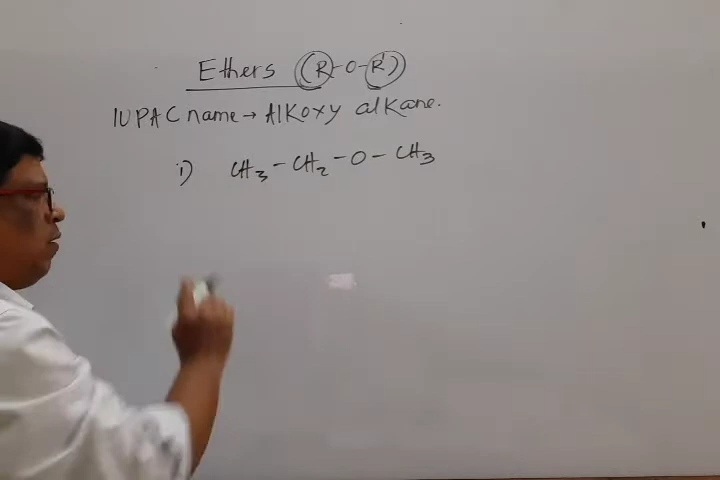 Ethers (R-O-R')
IUPAC name → Alkoxy alkane.
i) CH3-CH2-O-CH3